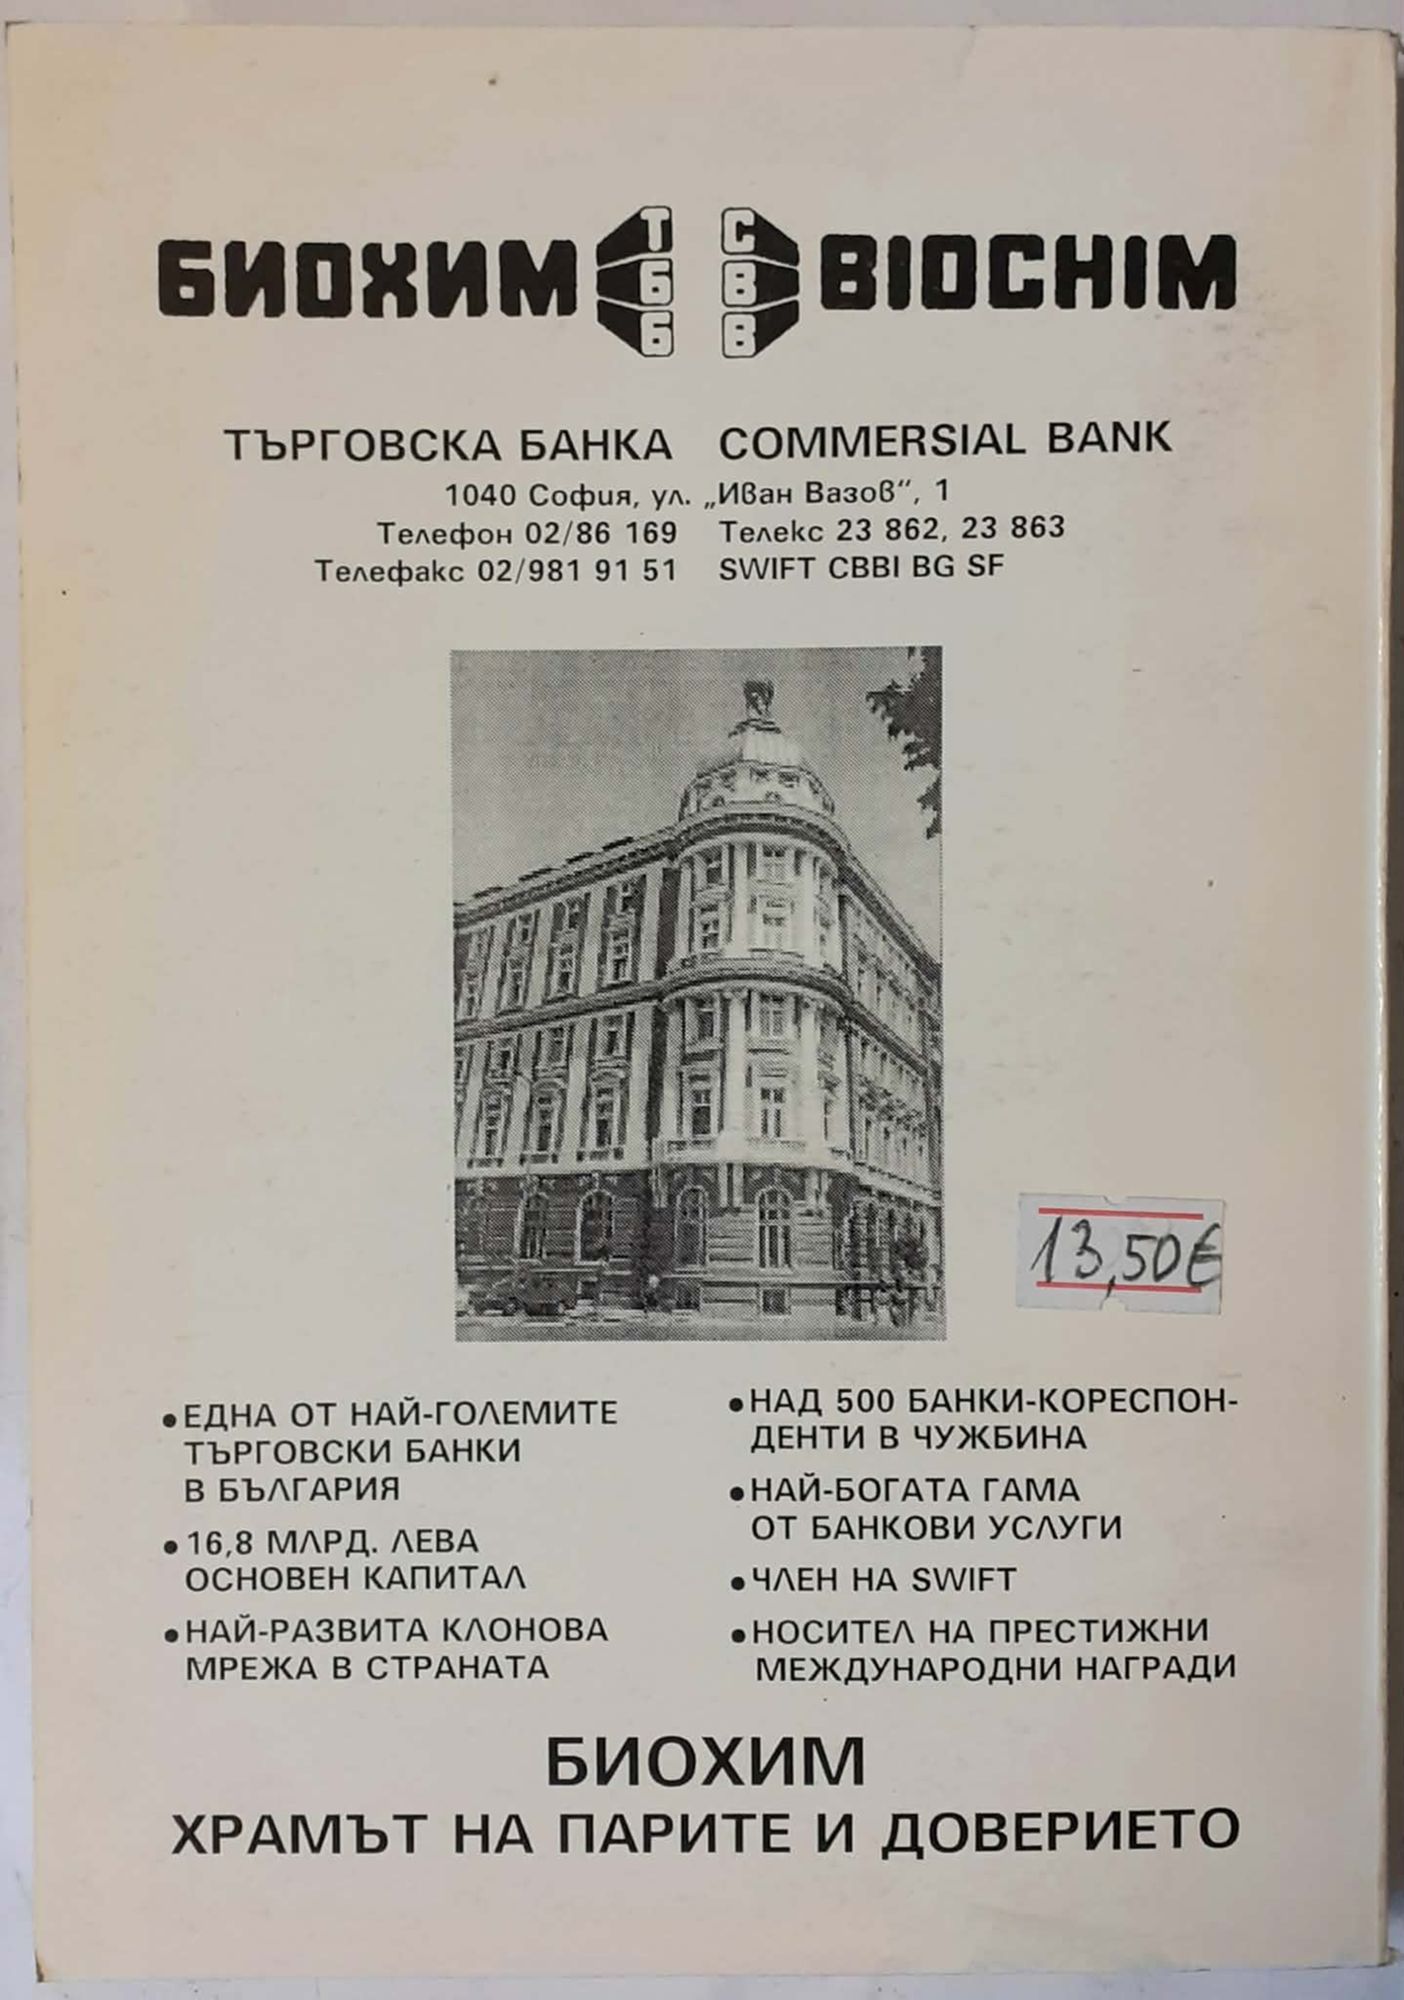 БИОХИМ ТББ CBB BIOCHIM
ТЪРГОВСКА БАНКА COMMERSIAL BANK
1040 София, ул. „Иван Вазов“, 1
Телефон 02/86 169 Телекс 23 862, 23 863
Телефакс 02/981 91 51 SWIFT CBBI BG SF
13,50€
•ЕДНА ОТ НАЙ-ГОЛЕМИТЕ
ТЪРГОВСКИ БАНКИ
В БЪЛГАРИЯ
•16,8 МЛРД. ЛЕВА
ОСНОВЕН КАПИТАЛ
•НАЙ-РАЗВИТА КЛОНОВА
МРЕЖА В СТРАНАТА
•НАД 500 БАНКИ-КОРЕСПОН-
ДЕНТИ В ЧУЖБИНА
•НАЙ-БОГАТА ГАМА
ОТ БАНКОВИ УСЛУГИ
•ЧЛЕН НА SWIFT
•НОСИТЕЛ НА ПРЕСТИЖНИ
МЕЖДУНАРОДНИ НАГРАДИ
БИОХИМ
ХРАМЪТ НА ПАРИТЕ И ДОВЕРИЕТО